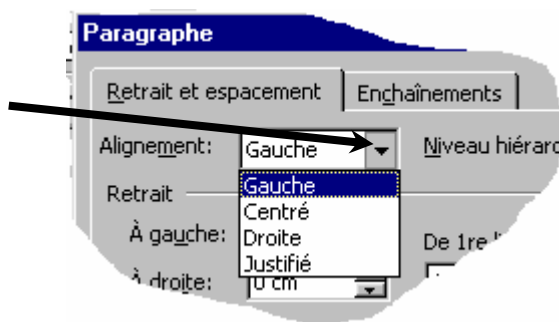 Paragraphe
Retrait et espacement Enchaînements
Alignement: Gauche Niveau hiérarc
Gauche
Retrait
Centré
À gauche:
Droite
De 1re l
Justifié
À droite: 0 cm